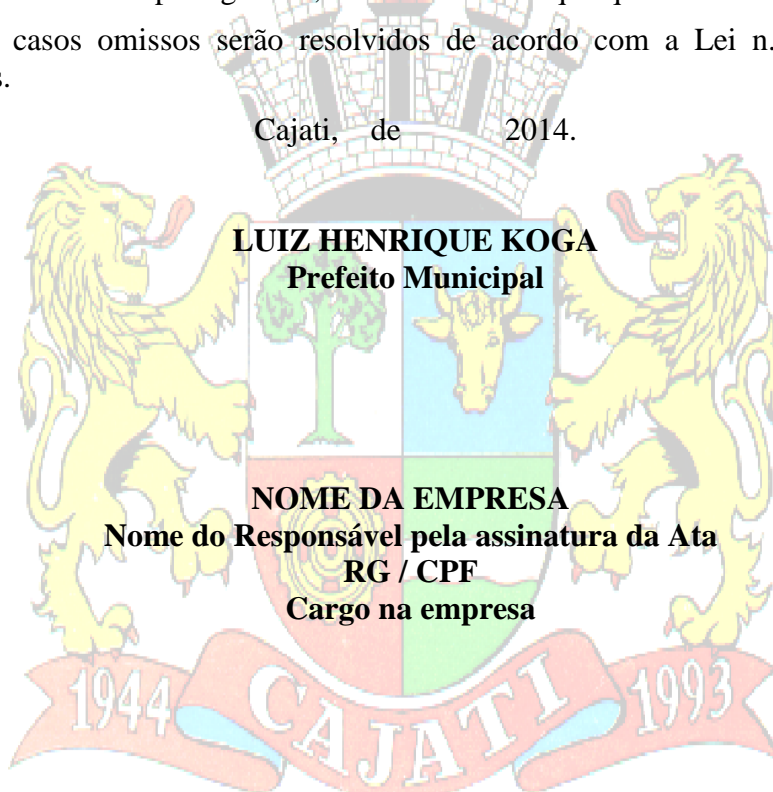 casos omissos serão resolvidos de acordo com a Lei n.
s.
Cajati, de 2014.
LUIZ HENRIQUE KOGA
Prefeito Municipal
NOME DA EMPRESA
Nome do Responsável pela assinatura da Ata
RG / CPF
Cargo na empresa
1944 CAJATI 1993